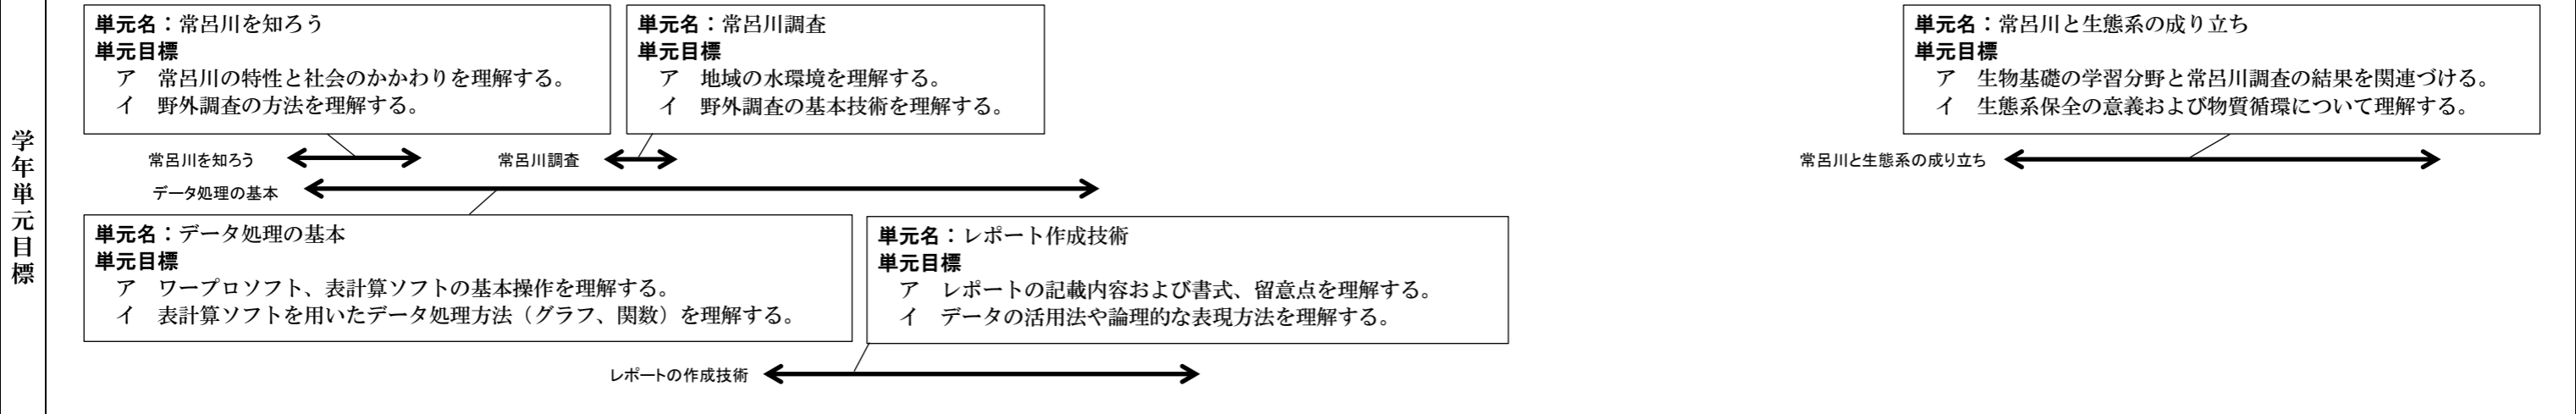 学年単元目標
単元名：常呂川を知ろう
単元目標
ア　常呂川の特性と社会のかかわりを理解する。
イ　野外調査の方法を理解する。
単元名：常呂川調査
単元目標
ア　地域の水環境を理解する。
イ　野外調査の基本技術を理解する。
単元名：常呂川と生態系の成り立ち
単元目標
ア　生物基礎の学習分野と常呂川調査の結果を関連づける。
イ　生態系保全の意義および物質循環について理解する。
常呂川を知ろう
常呂川調査
常呂川と生態系の成り立ち
データ処理の基本
単元名：データ処理の基本
単元目標
ア　ワープロソフト、表計算ソフトの基本操作を理解する。
イ　表計算ソフトを用いたデータ処理方法（グラフ、関数）を理解する。
単元名：レポート作成技術
単元目標
ア　レポートの記載内容および書式、留意点を理解する。
イ　データの活用法や論理的な表現方法を理解する。
レポートの作成技術